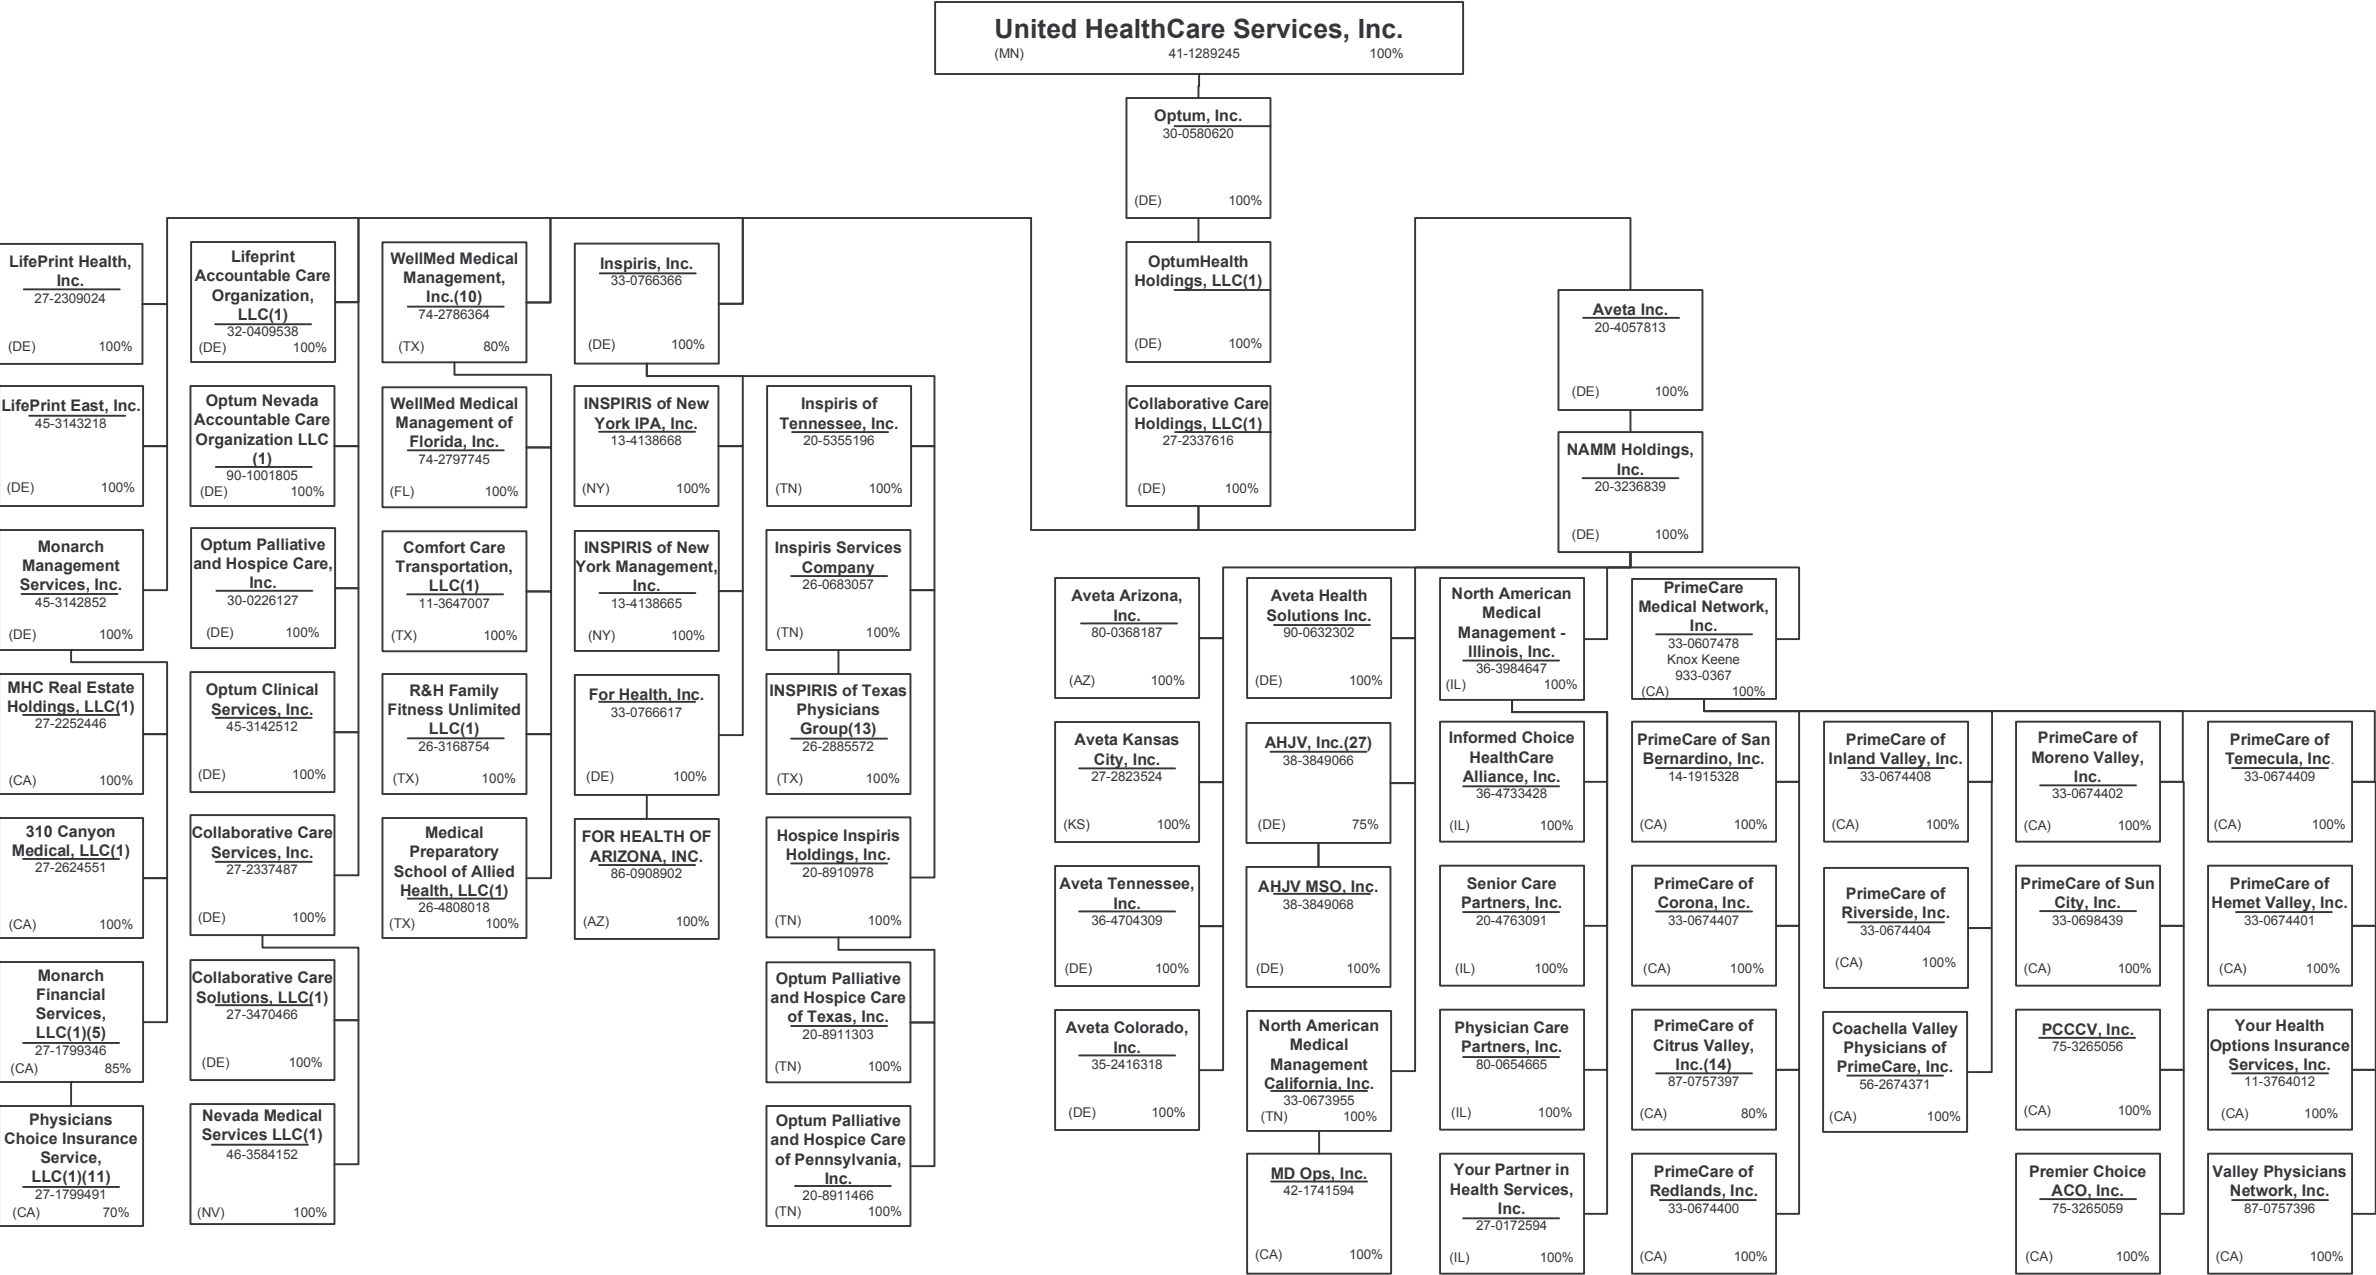 United HealthCare Services, Inc.
(MN) 41-1289245 100%
Optum, Inc.
30-0580620
(DE) 100%
OptumHealth
Holdings, LLC(1)
(DE) 100%
Collaborative Care
Holdings, LLC(1)
27-2337616
(DE) 100%
LifePrint Health,
Inc.
27-2309024
(DE) 100%
LifePrint East, Inc.
45-3143218
(DE) 100%
Monarch
Management
Services, Inc.
45-3142852
(DE) 100%
MHC Real Estate
Holdings, LLC(1)
27-2252446
(CA) 100%
310 Canyon
Medical, LLC(1)
27-2624551
(CA) 100%
Monarch
Financial
Services,
LLC(1)(5)
27-1799346
(CA) 85%
Physicians
Choice Insurance
Service,
LLC(1)(11)
27-1799491
(CA) 70%
Lifeprint
Accountable Care
Organization,
LLC(1)
32-0409538
(DE) 100%
Optum Nevada
Accountable Care
Organization LLC
(1)
90-1001805
(DE) 100%
Optum Palliative
and Hospice Care,
Inc.
30-0226127
(DE) 100%
Optum Clinical
Services, Inc.
45-3142512
(DE) 100%
Collaborative Care
Services, Inc.
27-2337487
(DE) 100%
Collaborative Care
Solutions, LLC(1)
27-3470466
(DE) 100%
Nevada Medical
Services LLC(1)
46-3584152
(NV) 100%
WellMed Medical
Management,
Inc.(10)
74-2786364
(TX) 80%
WellMed Medical
Management of
Florida, Inc.
74-2797745
(FL) 100%
Comfort Care
Transportation,
LLC(1)
11-3647007
(TX) 100%
R&H Family
Fitness Unlimited
LLC(1)
26-3168754
(TX) 100%
Medical
Preparatory
School of Allied
Health, LLC(1)
26-4808018
(TX) 100%
Inspiris, Inc.
33-0766366
(DE) 100%
INSPIRIS of New
York IPA, Inc.
13-4138668
(NY) 100%
INSPIRIS of New
York Management,
Inc.
13-4138665
(NY) 100%
For Health, Inc.
33-0766617
(DE) 100%
FOR HEALTH OF
ARIZONA, INC.
86-0908902
(AZ) 100%
Inspiris of
Tennessee, Inc.
20-5355196
(TN) 100%
Inspiris Services
Company
26-0683057
(TN) 100%
INSPIRIS of Texas
Physicians
Group(13)
26-2885572
(TX) 100%
Hospice Inspiris
Holdings, Inc.
20-8910978
(TN) 100%
Optum Palliative
and Hospice Care
of Texas, Inc.
20-8911303
(TN) 100%
Optum Palliative
and Hospice Care
of Pennsylvania,
Inc.
20-8911466
(TN) 100%
Aveta Inc.
20-4057813
(DE) 100%
NAMM Holdings,
Inc.
20-3236839
(DE) 100%
Aveta Arizona,
Inc.
80-0368187
(AZ) 100%
Aveta Kansas
City, Inc.
27-2823524
(KS) 100%
Aveta Tennessee,
Inc.
36-4704309
(DE) 100%
Aveta Colorado,
Inc.
35-2416318
(DE) 100%
Aveta Health
Solutions Inc.
90-0632302
(DE) 100%
AHJV, Inc.(27)
38-3849066
(DE) 75%
AHJV MSO, Inc.
38-3849068
(DE) 100%
North American
Medical
Management
California, Inc.
33-0673955
(TN) 100%
MD Ops, Inc.
42-1741594
(CA) 100%
North American
Medical
Management -
Illinois, Inc.
36-3984647
(IL) 100%
Informed Choice
HealthCare
Alliance, Inc.
36-4733428
(IL) 100%
Senior Care
Partners, Inc.
20-4763091
(IL) 100%
Physician Care
Partners, Inc.
80-0654665
(IL) 100%
Your Partner in
Health Services,
Inc.
27-0172594
(IL) 100%
PrimeCare
Medical Network,
Inc.
33-0607478
Knox Keene
933-0367
(CA) 100%
PrimeCare of San
Bernardino, Inc.
14-1915328
(CA) 100%
PrimeCare of
Corona, Inc.
33-0674407
(CA) 100%
PrimeCare of
Citrus Valley,
Inc.(14)
87-0757397
(CA) 80%
PrimeCare of
Redlands, Inc.
33-0674400
(CA) 100%
PrimeCare of
Inland Valley, Inc.
33-0674408
(CA) 100%
PrimeCare of
Riverside, Inc.
33-0674404
(CA) 100%
Coachella Valley
Physicians of
PrimeCare, Inc.
56-2674371
(CA) 100%
PrimeCare of
Moreno Valley,
Inc.
33-0674402
(CA) 100%
PrimeCare of Sun
City, Inc.
33-0698439
(CA) 100%
PCCCV, Inc.
75-3265056
(CA) 100%
Premier Choice
ACO, Inc.
75-3265059
(CA) 100%
PrimeCare of
Temecula, Inc.
33-0674409
(CA) 100%
PrimeCare of
Hemet Valley, Inc.
33-0674401
(CA) 100%
Your Health
Options Insurance
Services, Inc.
11-3764012
(CA) 100%
Valley Physicians
Network, Inc.
87-0757396
(CA) 100%